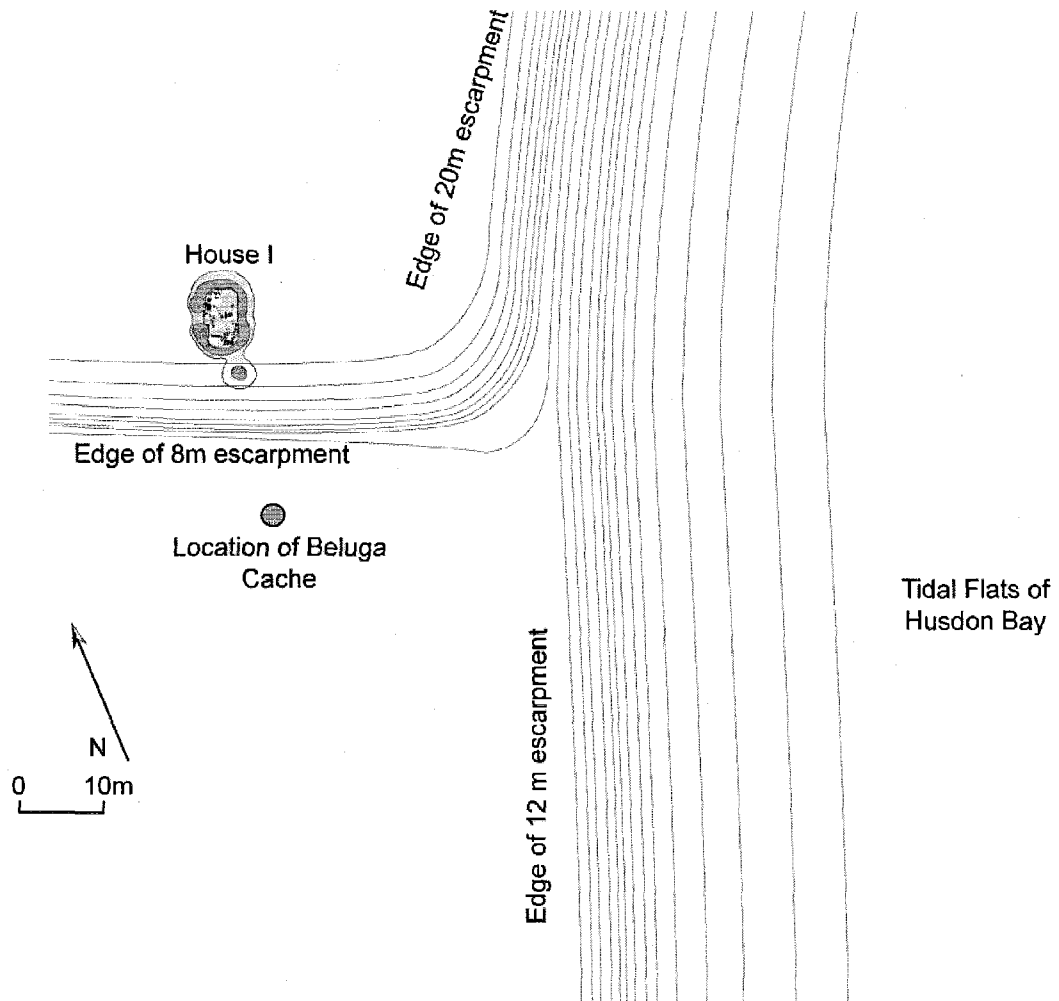 Edge of 20m escarpment
House I
Edge of 8m escarpment
Location of Beluga
Cache
Tidal Flats of
Husdon Bay
Edge of 12 m escarpment
N
0 10m